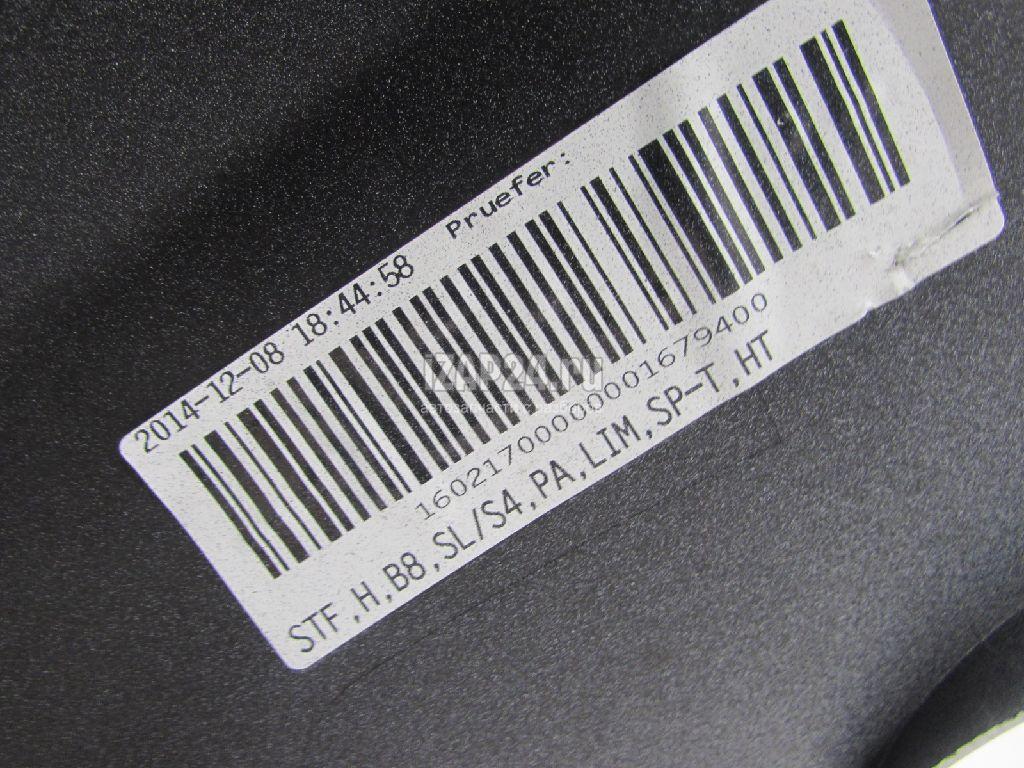 2014-12-08 18:44:58 Pruefer:
16021700000001679400
STF,H,B8,SL/S4,PA,LIM,SP-T,HT
IZAP24.ru